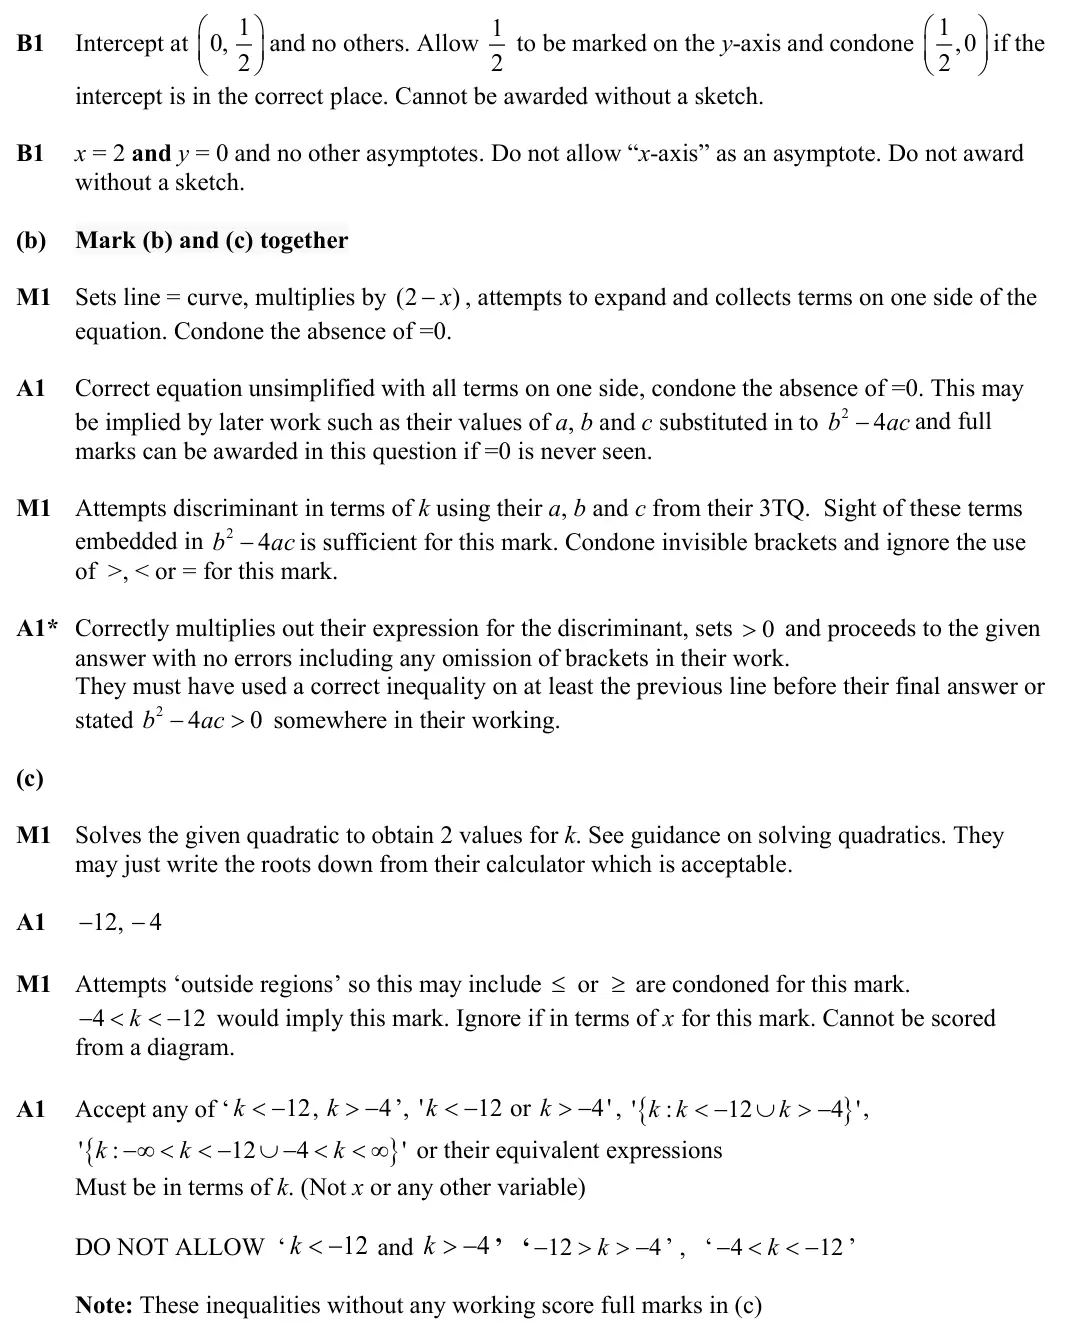 B1 Intercept at (0, 1/2) and no others. Allow 1/2 to be marked on the y-axis and condone (1/2, 0) if the
intercept is in the correct place. Cannot be awarded without a sketch.
B1 x = 2 and y = 0 and no other asymptotes. Do not allow “x-axis” as an asymptote. Do not award
without a sketch.
(b) Mark (b) and (c) together
M1 Sets line = curve, multiplies by (2 − x), attempts to expand and collects terms on one side of the
equation. Condone the absence of =0.
A1 Correct equation unsimplified with all terms on one side, condone the absence of =0. This may
be implied by later work such as their values of a, b and c substituted in to b² − 4ac and full
marks can be awarded in this question if =0 is never seen.
M1 Attempts discriminant in terms of k using their a, b and c from their 3TQ. Sight of these terms
embedded in b² − 4ac is sufficient for this mark. Condone invisible brackets and ignore the use
of >, < or = for this mark.
A1* Correctly multiplies out their expression for the discriminant, sets > 0 and proceeds to the given
answer with no errors including any omission of brackets in their work.
They must have used a correct inequality on at least the previous line before their final answer or
stated b² − 4ac > 0 somewhere in their working.
(c)
M1 Solves the given quadratic to obtain 2 values for k. See guidance on solving quadratics. They
may just write the roots down from their calculator which is acceptable.
A1 −12, −4
M1 Attempts ‘outside regions’ so this may include ≤ or ≥ are condoned for this mark.
−4 < k < −12 would imply this mark. Ignore if in terms of x for this mark. Cannot be scored
from a diagram.
A1 Accept any of ‘k < −12, k > −4’, 'k < −12 or k > −4', '{k : k < −12 ∪ k > −4}',
'{k : −∞ < k < −12 ∪ −4 < k < ∞}' or their equivalent expressions
Must be in terms of k. (Not x or any other variable)
DO NOT ALLOW ‘k < −12 and k > −4’ ‘−12 > k > −4’, ‘−4 < k < −12’
Note: These inequalities without any working score full marks in (c)